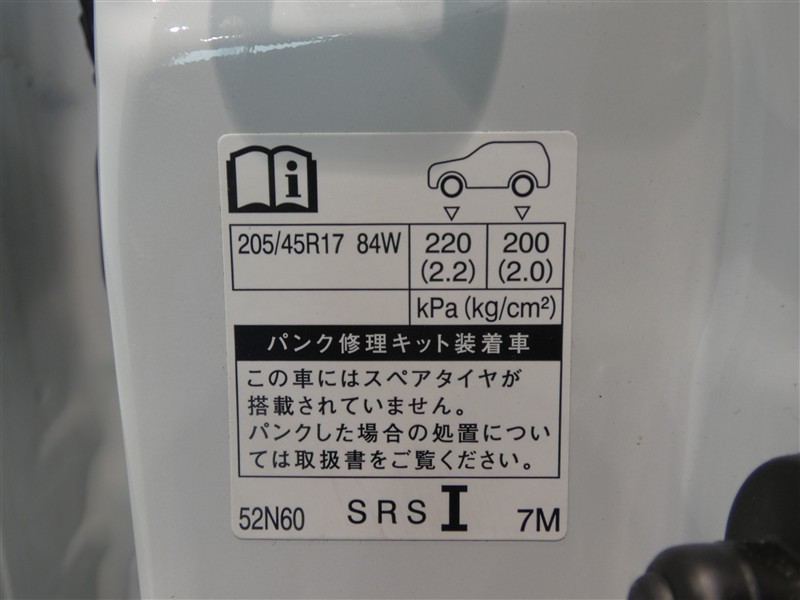 i
205/45R17 84W 220 (2.2) 200 (2.0)
kPa (kg/cm²)
パンク修理キット装着車
この車にはスペアタイヤが
搭載されていません。
パンクした場合の処置につい
ては取扱書をご覧ください。
52N60 SRS I 7M